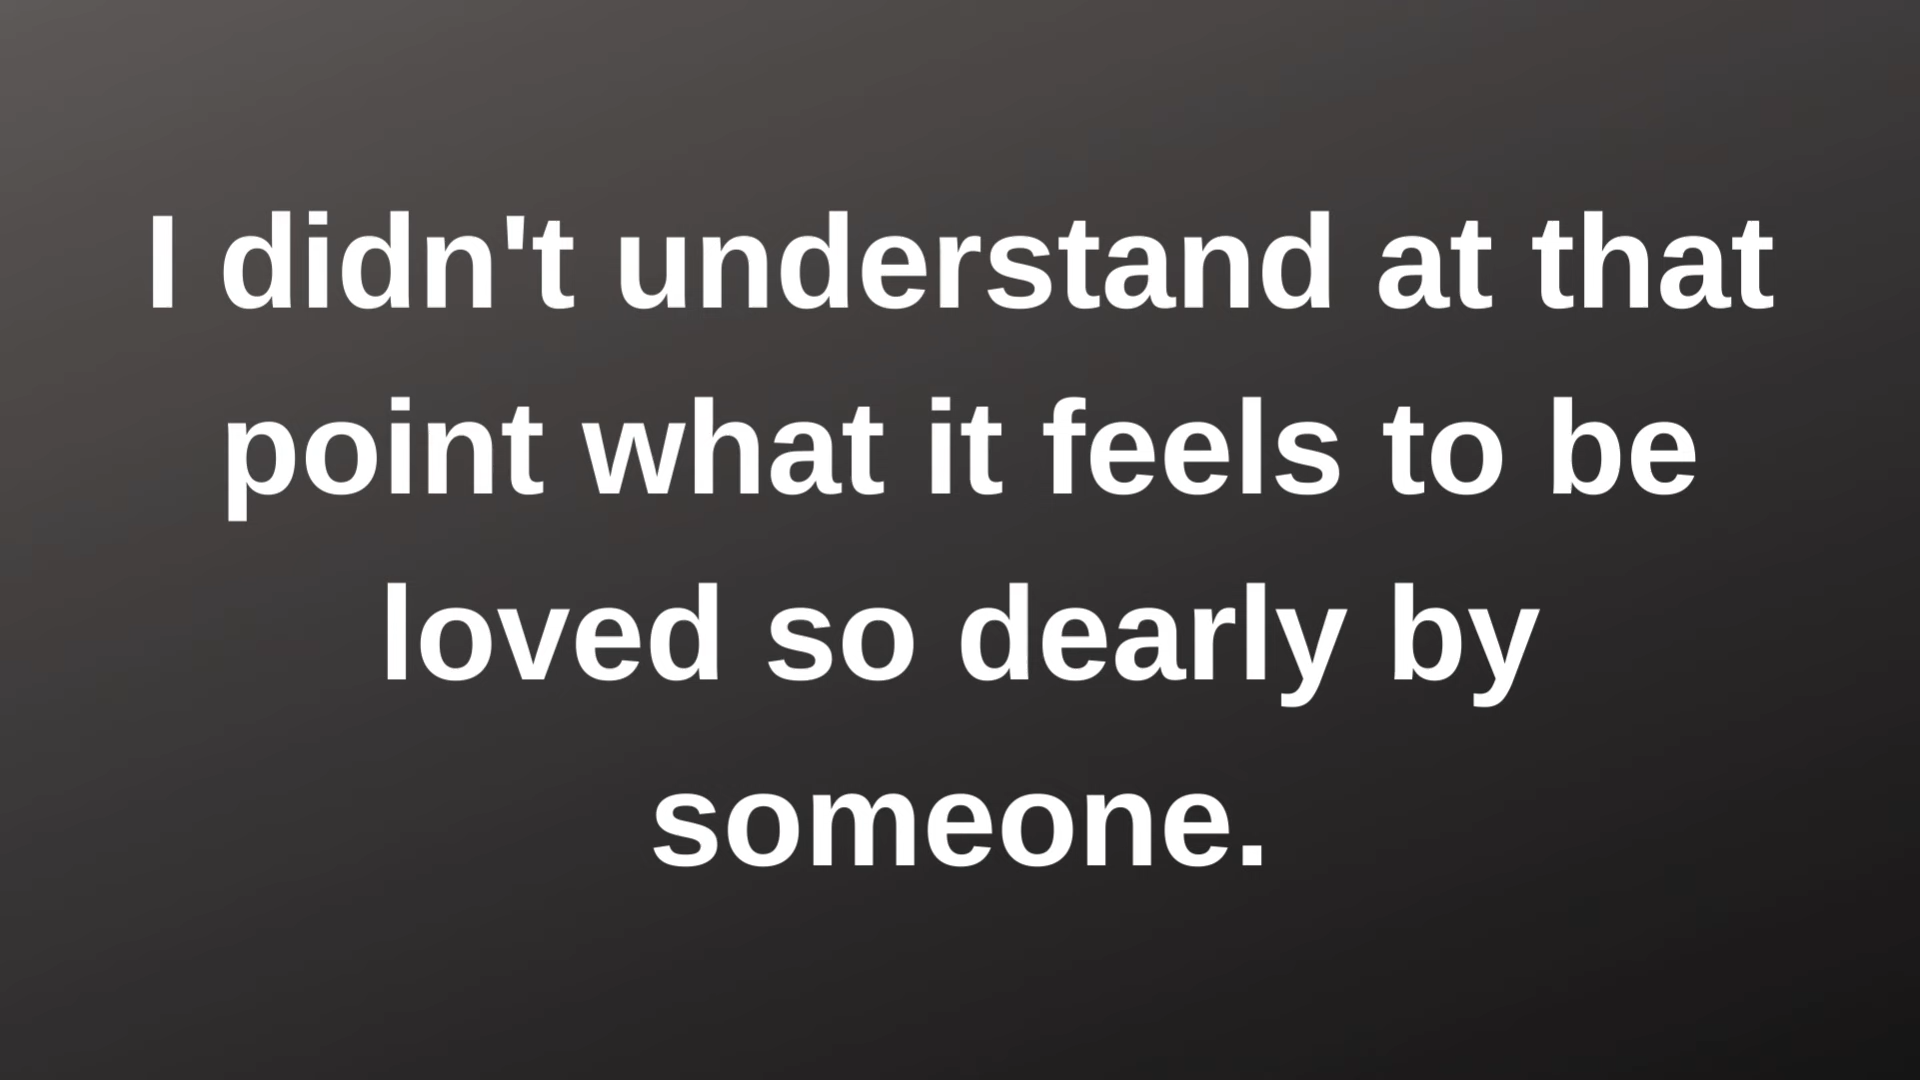 I didn't understand at that
point what it feels to be
loved so dearly by
someone.